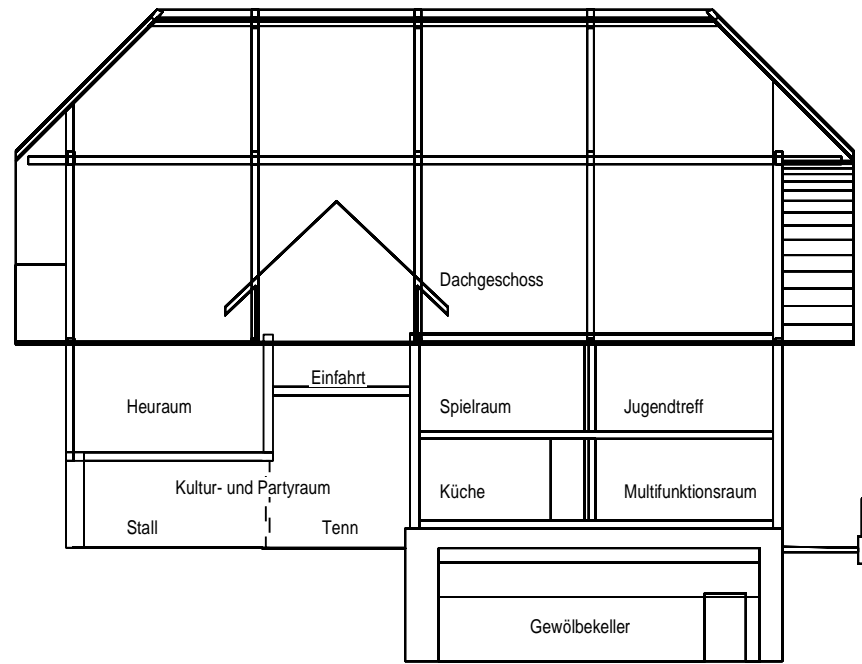 Dachgeschoss
Einfahrt
Heuraum
Spielraum
Jugendtreff
Kultur- und Partyraum
Küche
Multifunktionsraum
Stall
Tenn
Gewölbekeller